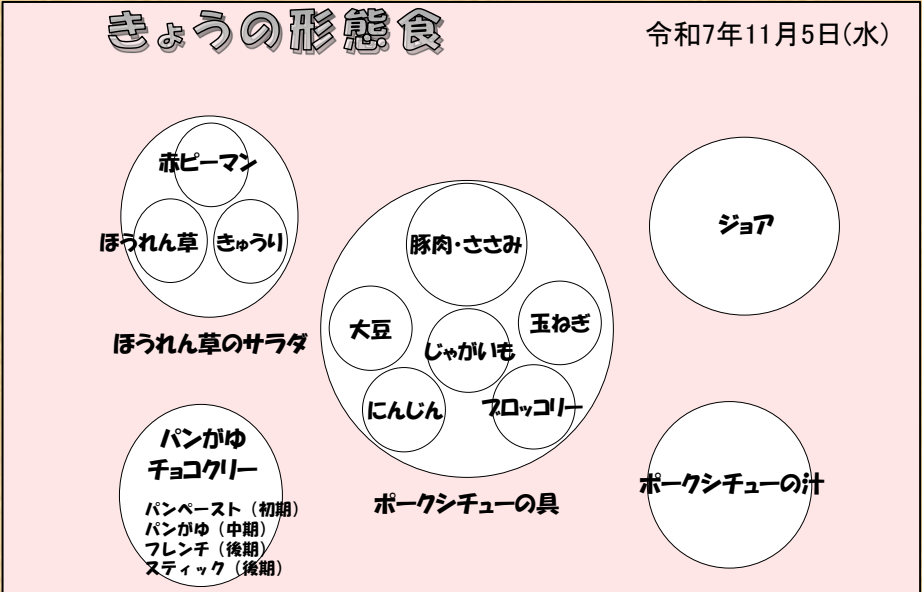 きょうの形態食
令和7年11月5日(水)
赤ピーマン
ほうれん草
きゅうり
ほうれん草のサラダ
豚肉・ささみ
大豆
玉ねぎ
じゃがいも
にんじん
ブロッコリー
ポークシチューの具
ジョア
パンがゆ
チョコクリー
パンペースト（初期）
パンがゆ（中期）
フレンチ（後期）
スティック（後期）
ポークシチューの汁